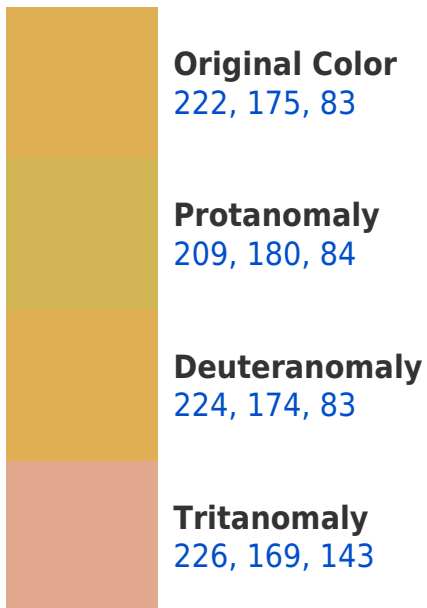 Original Color
222, 175, 83
Protanomaly
209, 180, 84
Deuteranomaly
224, 174, 83
Tritanomaly
226, 169, 143